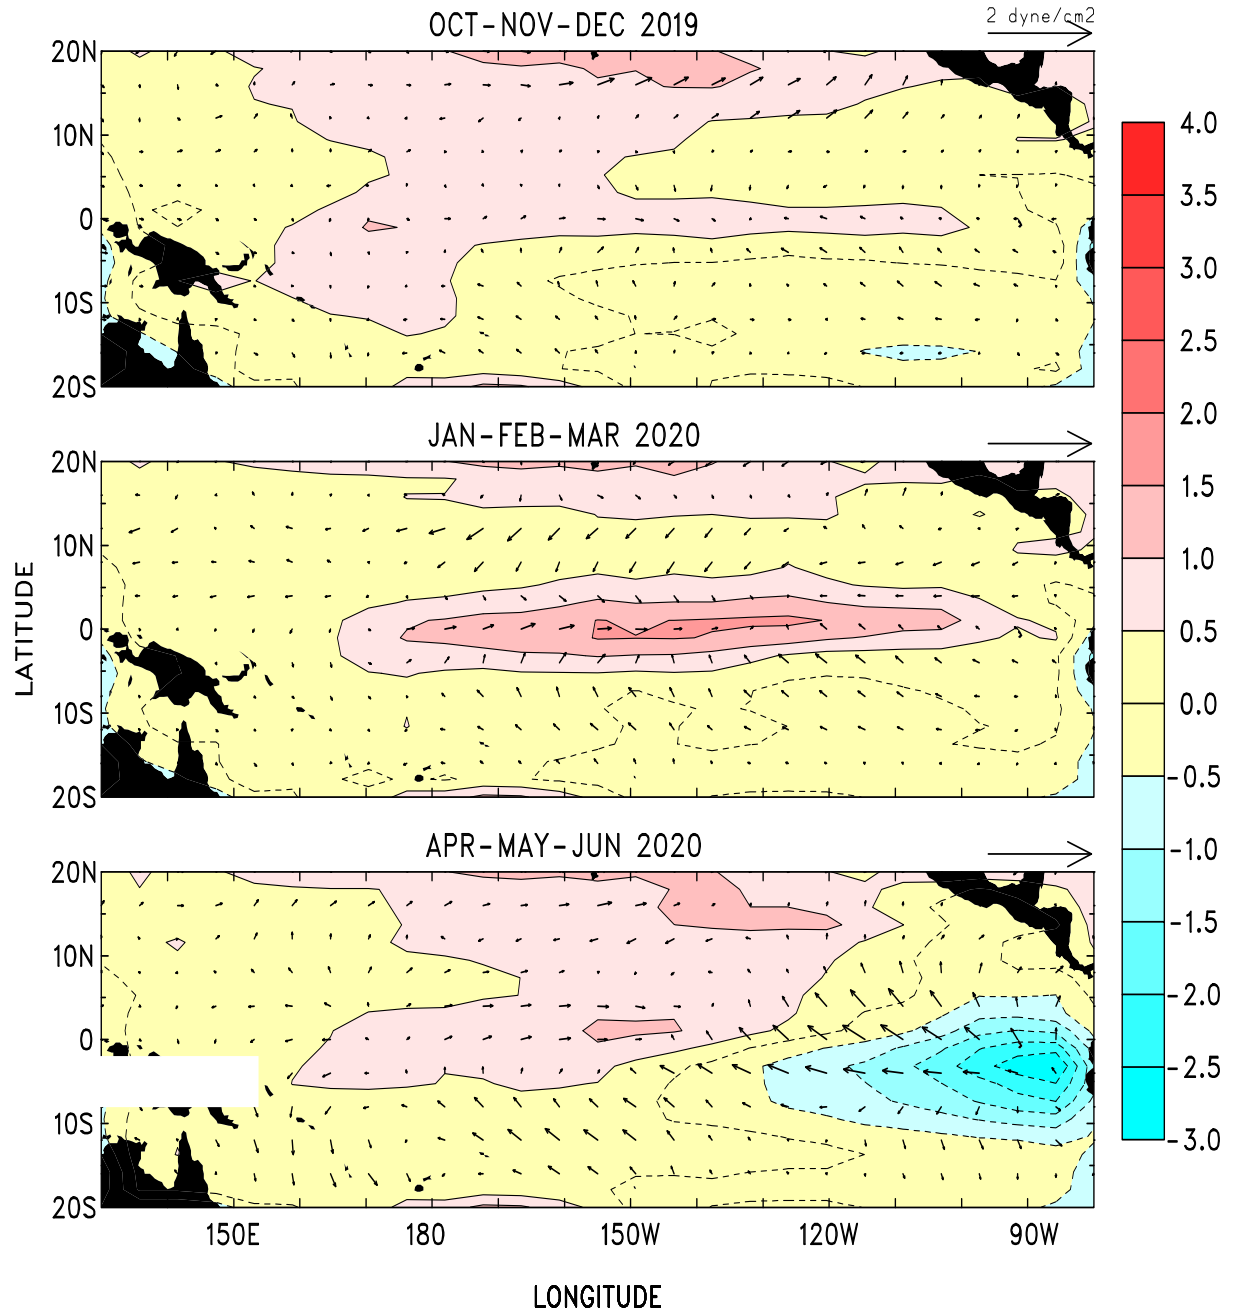 OCT-NOV-DEC 2019
2 dyne/cm2
20N
10N
0
10S
20S
JAN-FEB-MAR 2020
20N
10N
0
10S
20S
LATITUDE
APR-MAY-JUN 2020
20N
10N
0
10S
20S
150E 180 150W 120W 90W
LONGITUDE
4.0
3.5
3.0
2.5
2.0
1.5
1.0
0.5
0.0
-0.5
-1.0
-1.5
-2.0
-2.5
-3.0